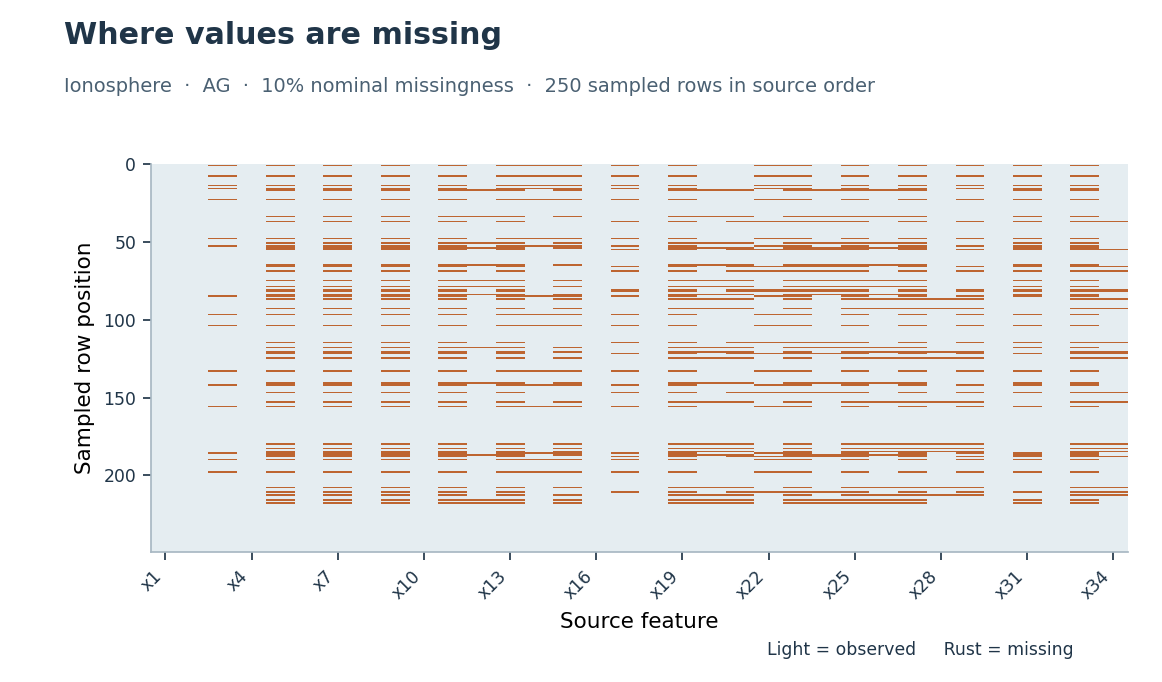 Where values are missing
Ionosphere · AG · 10% nominal missingness · 250 sampled rows in source order
0
50
100
150
200
Sampled row position
x1 x4 x7 x10 x13 x16 x19 x22 x25 x28 x31 x34
Source feature
Light = observed Rust = missing